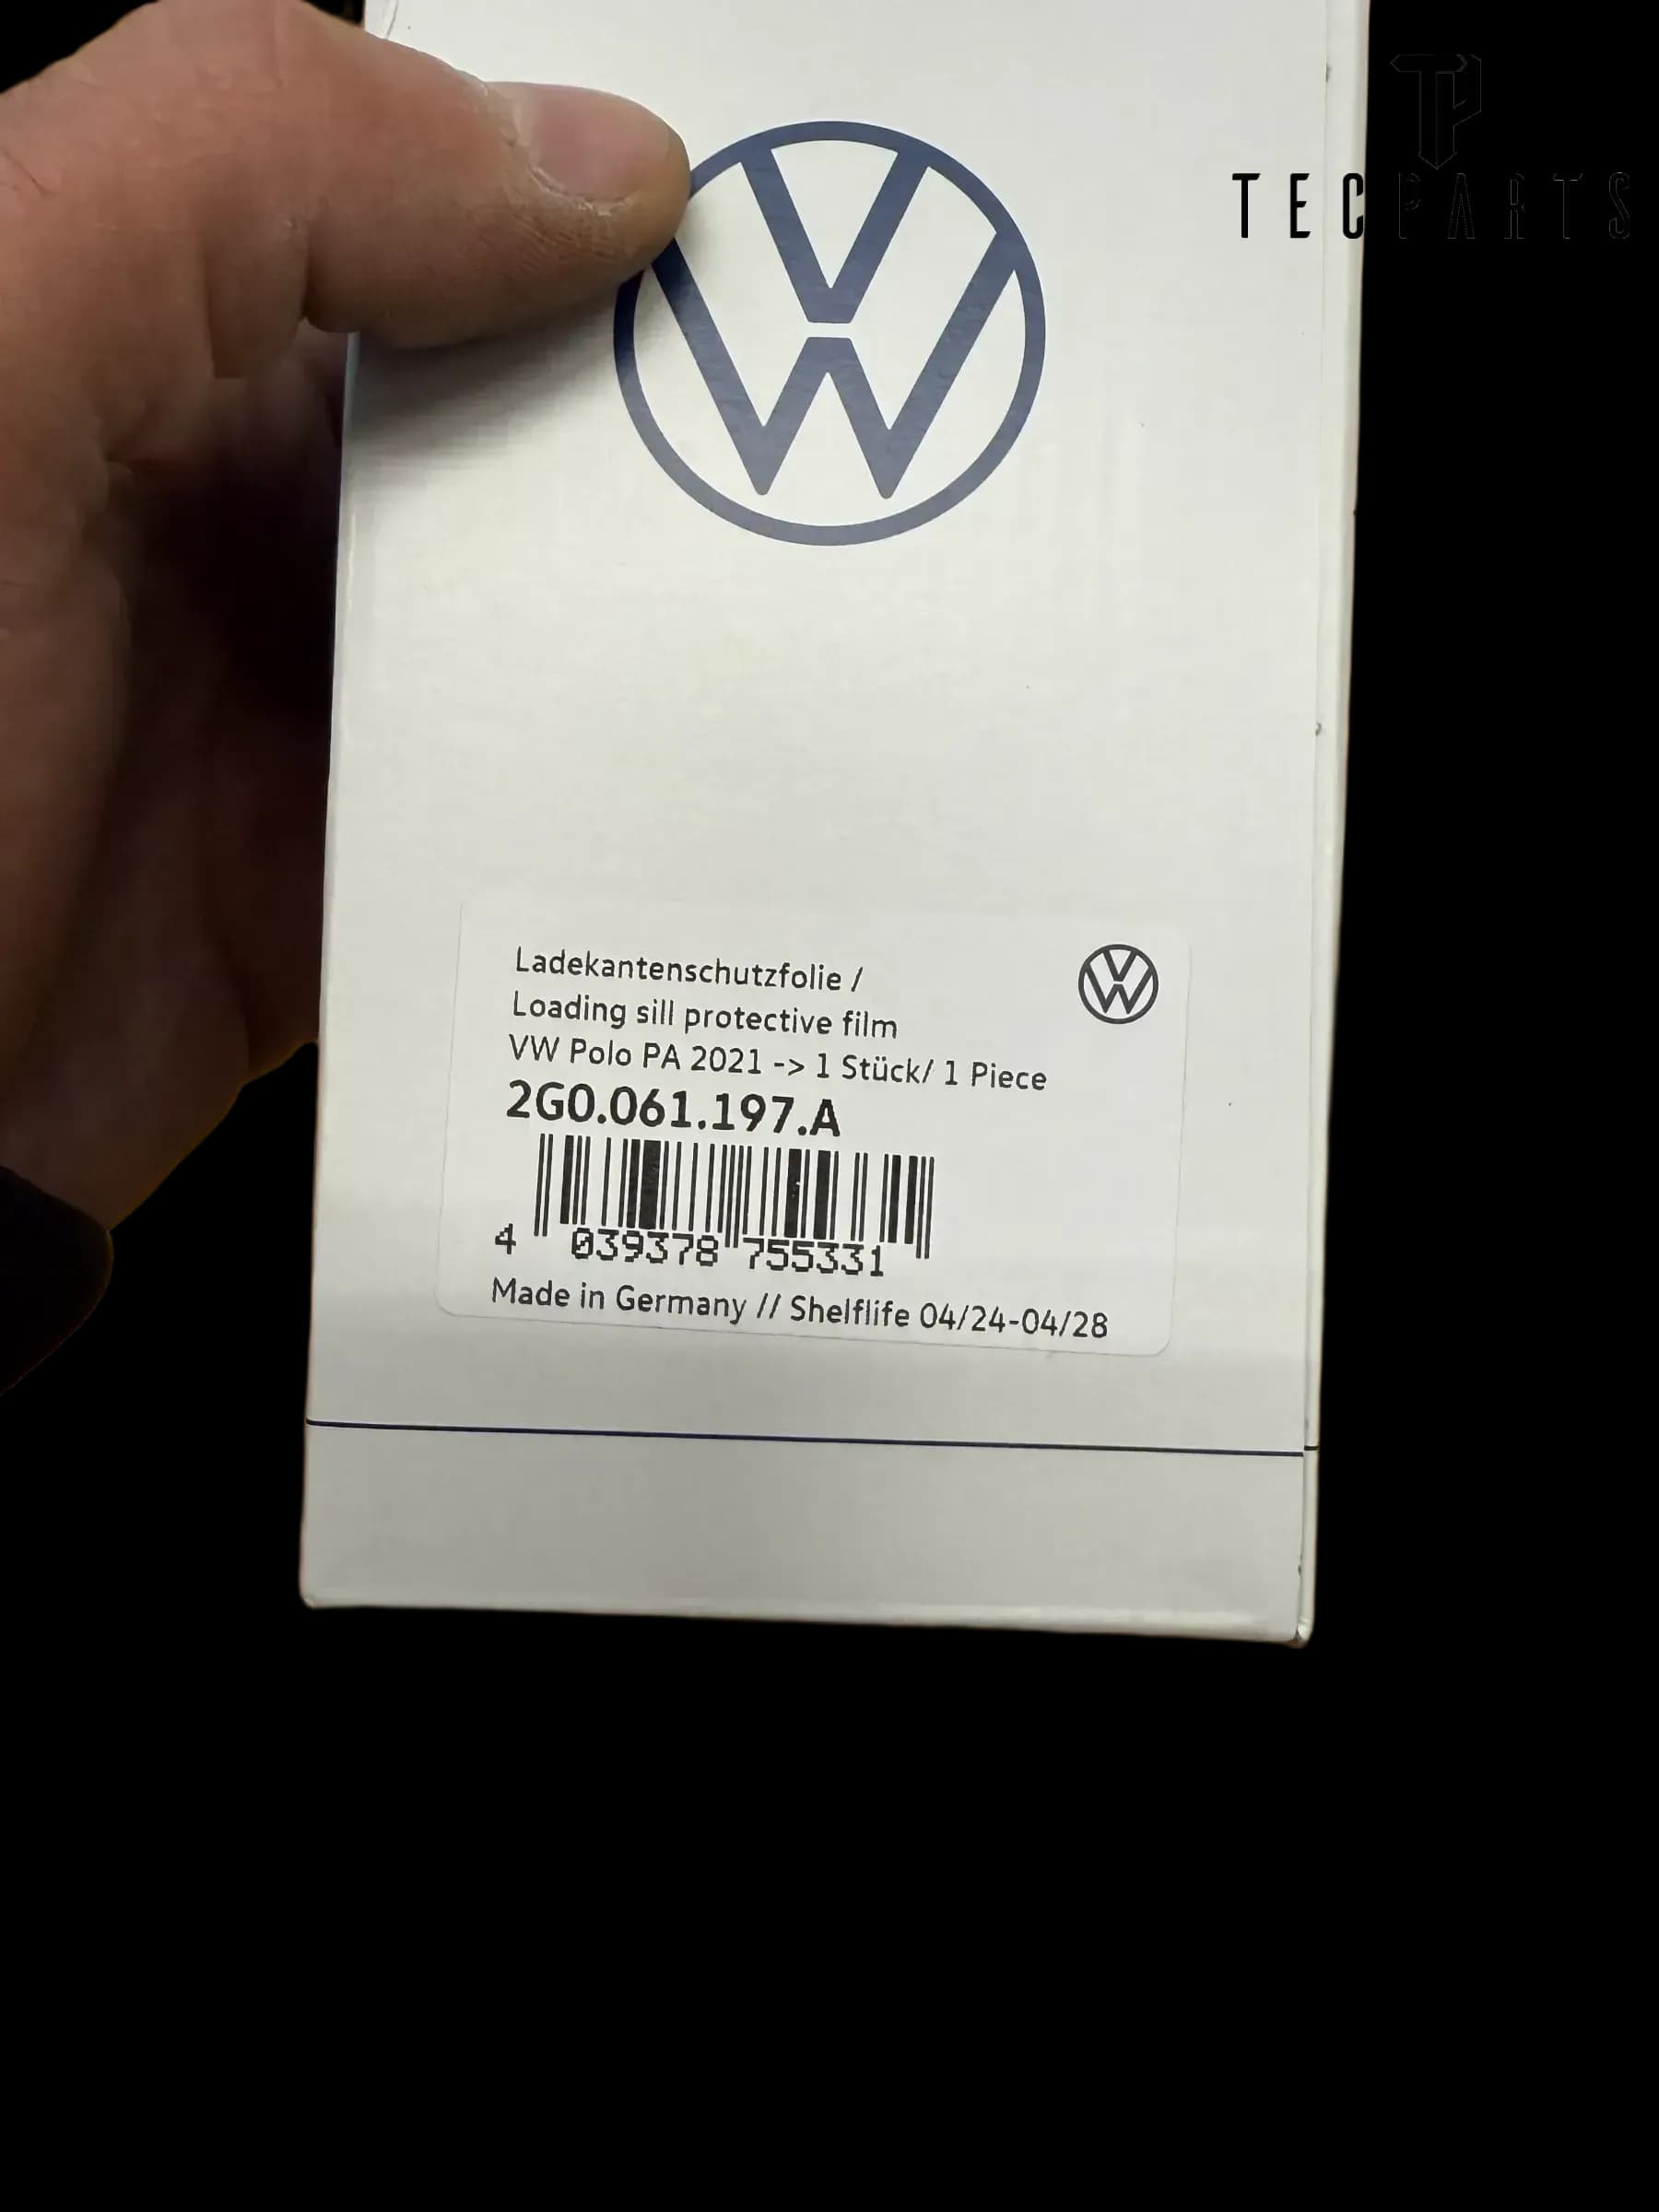 TECPARTS
Ladekantenschutzfolie /
Loading sill protective film
VW Polo PA 2021 -> 1 Stück/ 1 Piece
2G0.061.197.A
4 039378 755331
Made in Germany // Shelflife 04/24-04/28